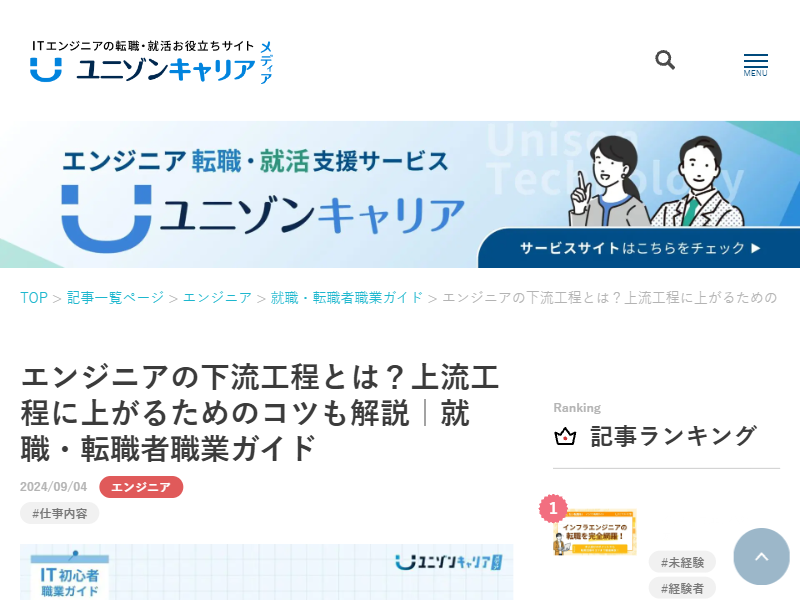 ITエンジニアの転職・就活お役立ちサイト
ユニゾンキャリア
メディア
MENU
Unison
Technology
エンジニア転職・就活支援サービス
ユニゾンキャリア
サービスサイトはこちらをチェック ▶
TOP > 記事一覧ページ > エンジニア > 就職・転職者職業ガイド > エンジニアの下流工程とは？上流工程に上がるための
エンジニアの下流工程とは？上流工
程に上がるためのコツも解説｜就
職・転職者職業ガイド
2024/09/04 エンジニア
#仕事内容
IT初心者
職業ガイド
ユニゾンキャリア
Ranking
記事ランキング
1
インフラエンジニアの
転職を完全網羅！
#未経験
#経験者